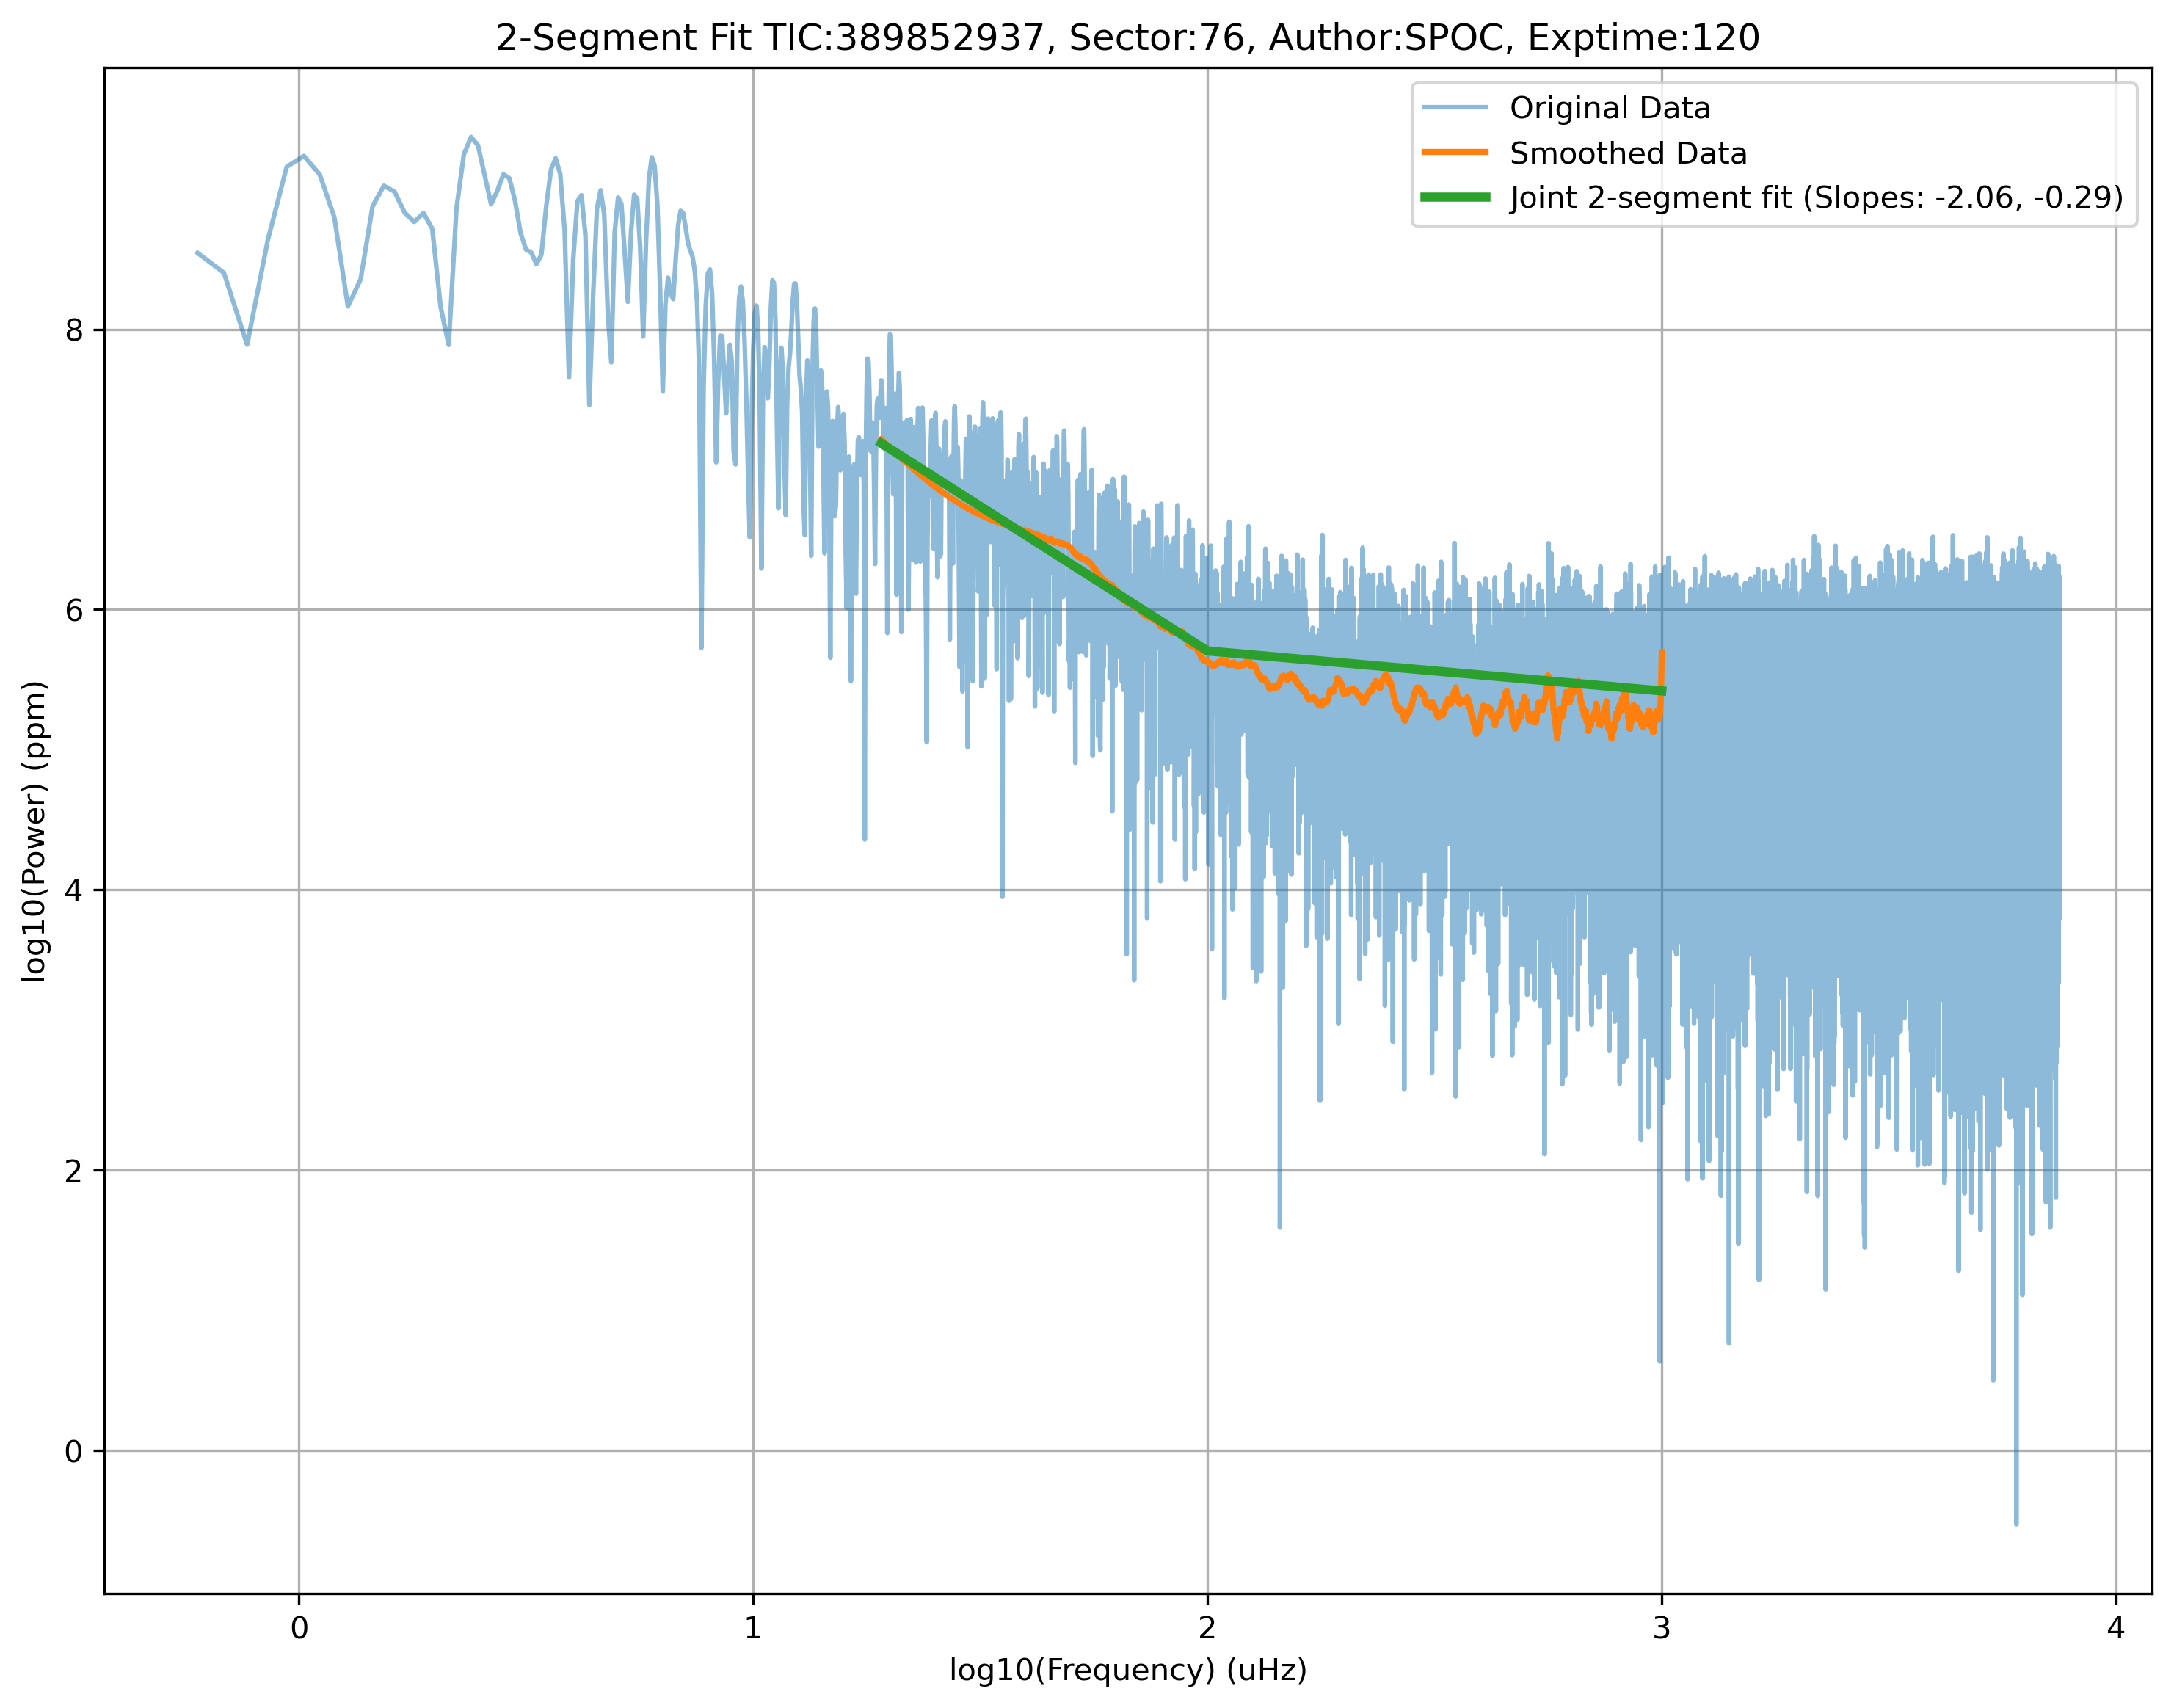 2-Segment Fit TIC:389852937, Sector:76, Author:SPOC, Exptime:120
Original Data
Smoothed Data
Joint 2-segment fit (Slopes: -2.06, -0.29)
log10(Power) (ppm)
8
6
4
2
0
0 1 2 3 4
log10(Frequency) (uHz)